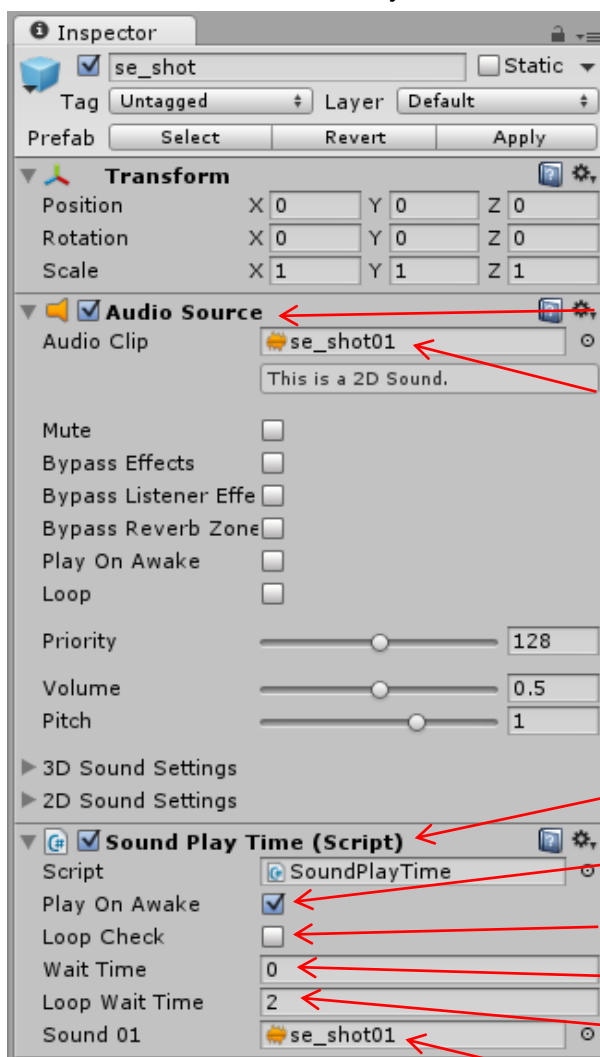 Inspector
se_shot Static
Tag Untagged Layer Default
Prefab Select Revert Apply
Transform
Position X 0 Y 0 Z 0
Rotation X 0 Y 0 Z 0
Scale X 1 Y 1 Z 1
Audio Source
Audio Clip se_shot01
This is a 2D Sound.
Mute
Bypass Effects
Bypass Listener Effe
Bypass Reverb Zone
Play On Awake
Loop
Priority 128
Volume 0.5
Pitch 1
3D Sound Settings
2D Sound Settings
Sound Play Time (Script)
Script SoundPlayTime
Play On Awake
Loop Check
Wait Time 0
Loop Wait Time 2
Sound 01 se_shot01